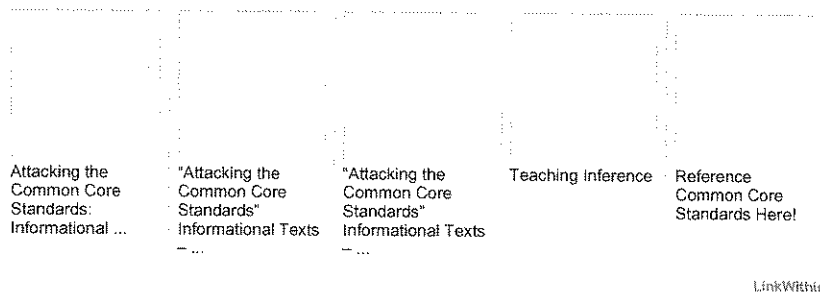 Attacking the
Common Core
Standards:
Informational ...
"Attacking the
Common Core
Standards"
Informational Texts
– ...
"Attacking the
Common Core
Standards"
Informational Texts
– ...
Teaching Inference
Reference
Common Core
Standards Here!
LinkWithin